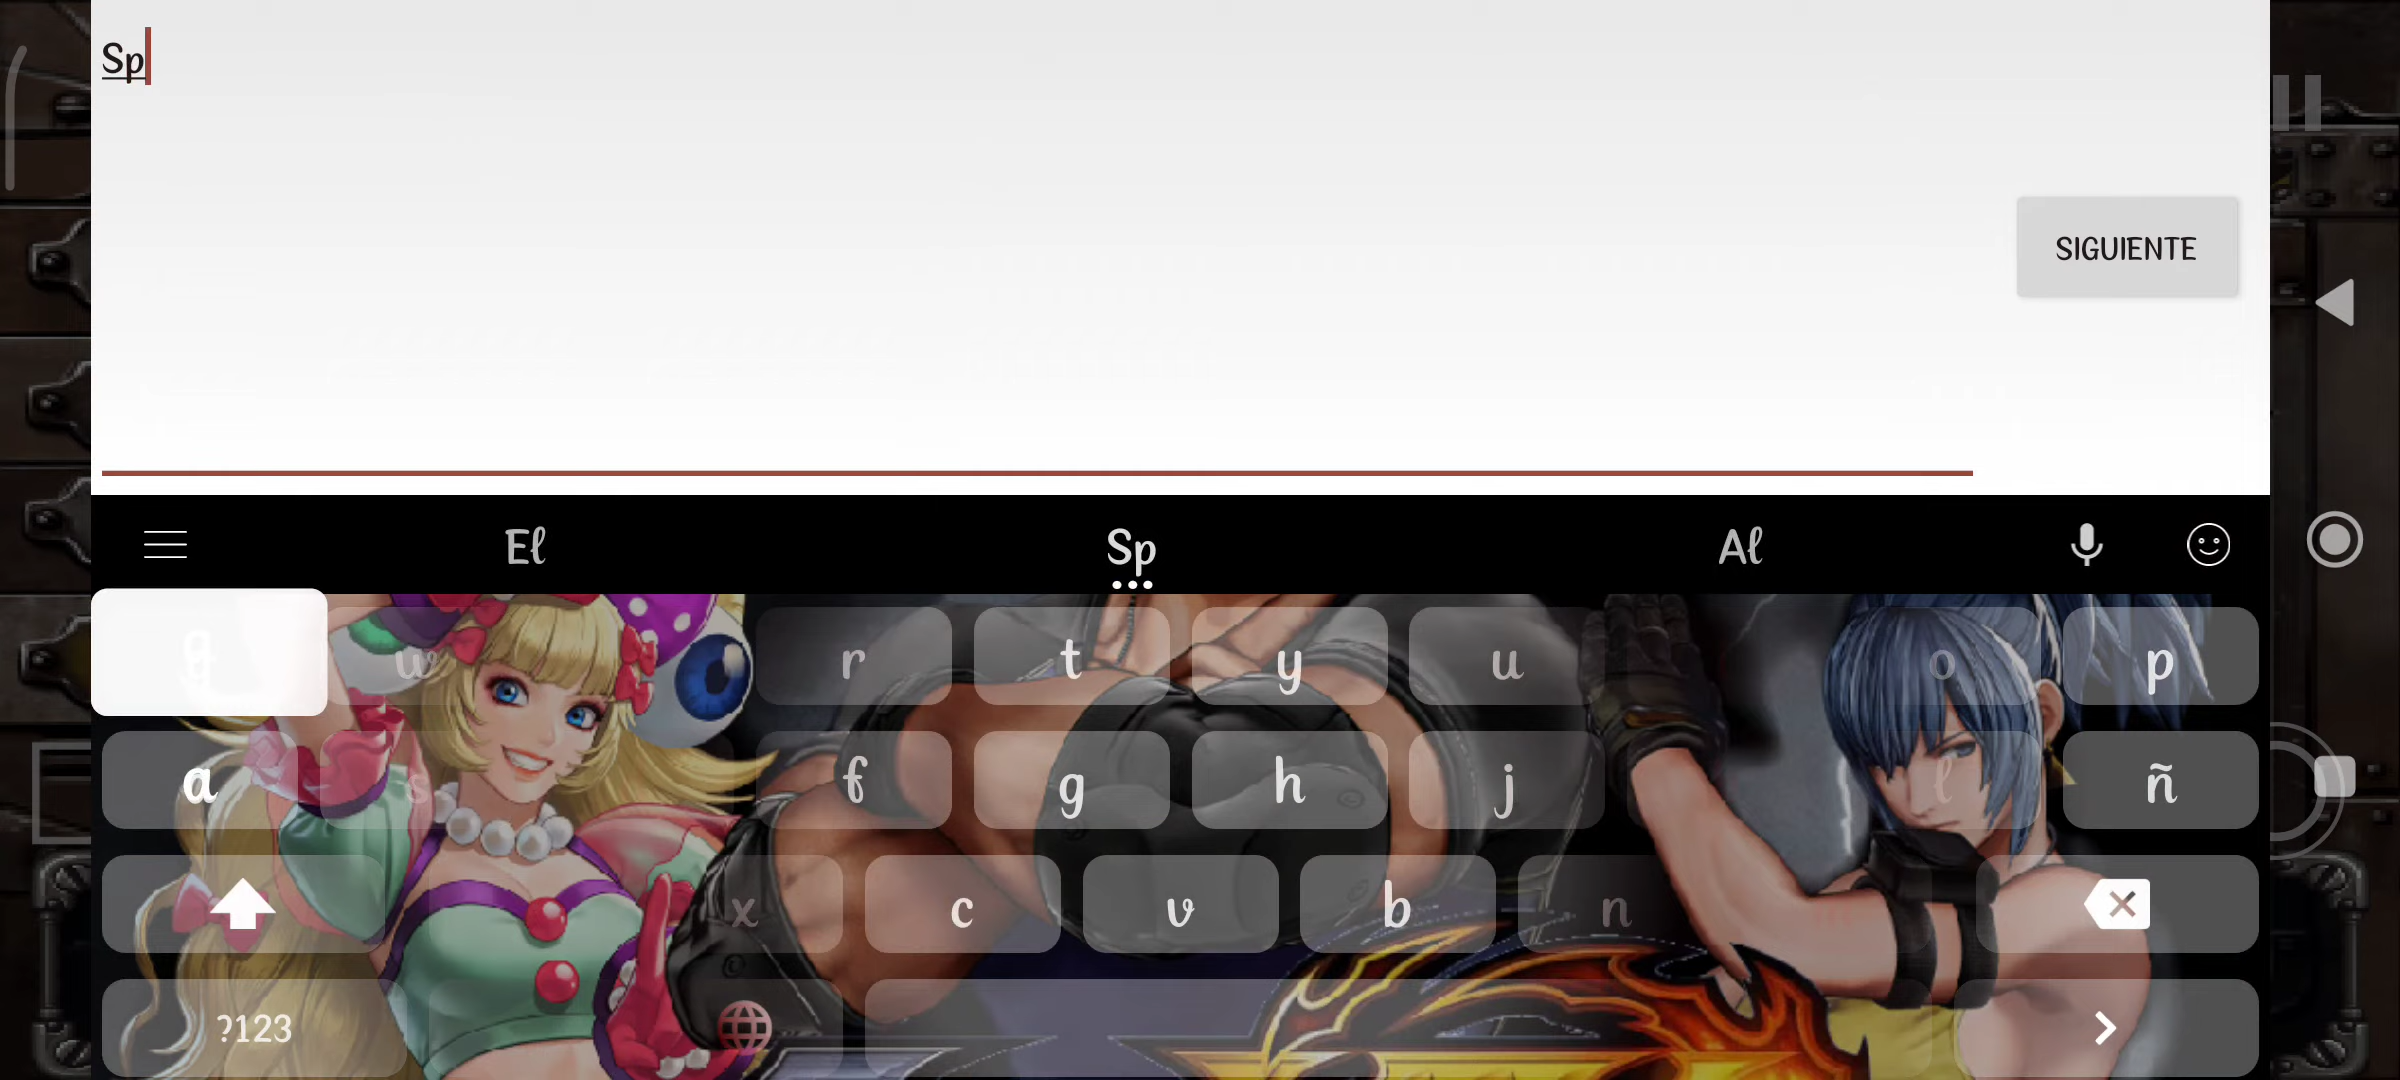 Sp
SIGUIENTE
El Sp Al
w r t y u o p
a s f g h j l ñ
x c v b n
?123